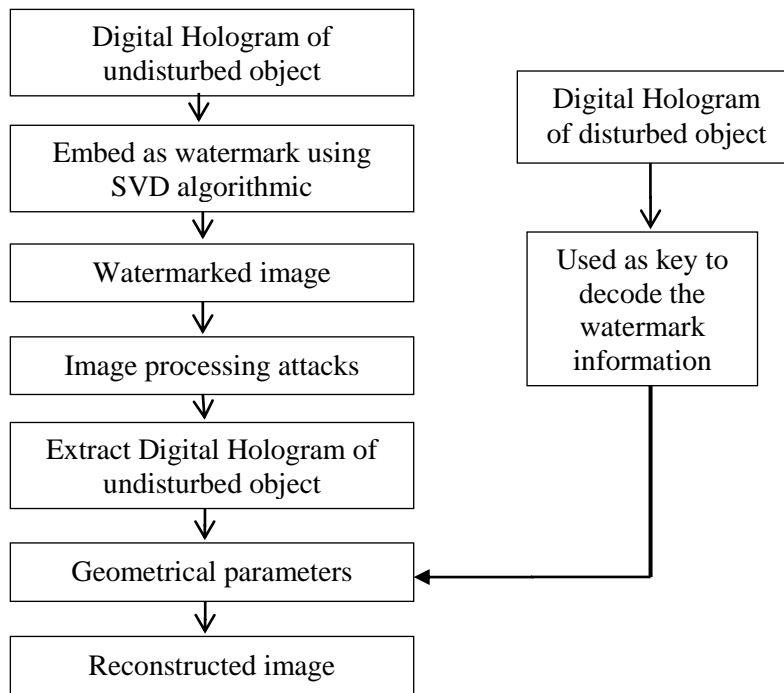 Digital Hologram of
undisturbed object
Embed as watermark using
SVD algorithmic
Watermarked image
Image processing attacks
Extract Digital Hologram of
undisturbed object
Geometrical parameters
Reconstructed image
Digital Hologram
of disturbed object
Used as key to
decode the
watermark
information